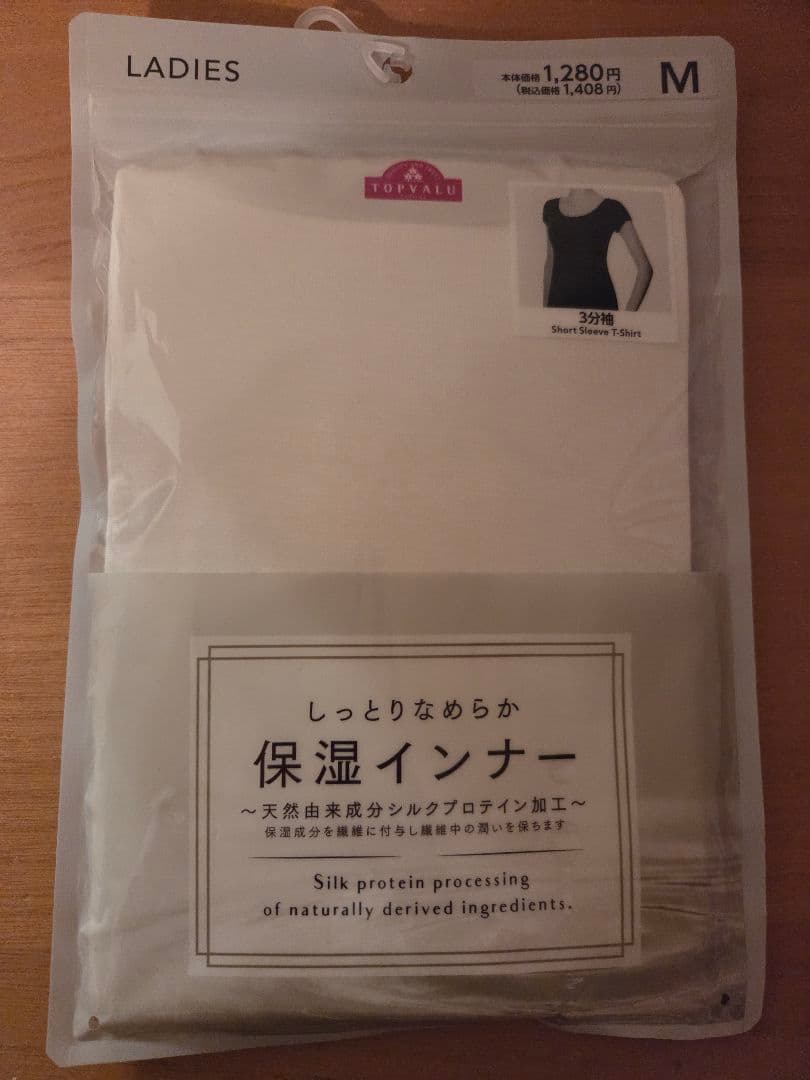 LADIES
本体価格 1,280円
(税込価格 1,408円)
M
TOPVALU
3分袖
Short Sleeve T-Shirt
しっとりなめらか
保湿インナー
～天然由来成分シルクプロテイン加工～
保湿成分を繊維に付与し繊維中の潤いを保ちます
Silk protein processing
of naturally derived ingredients.